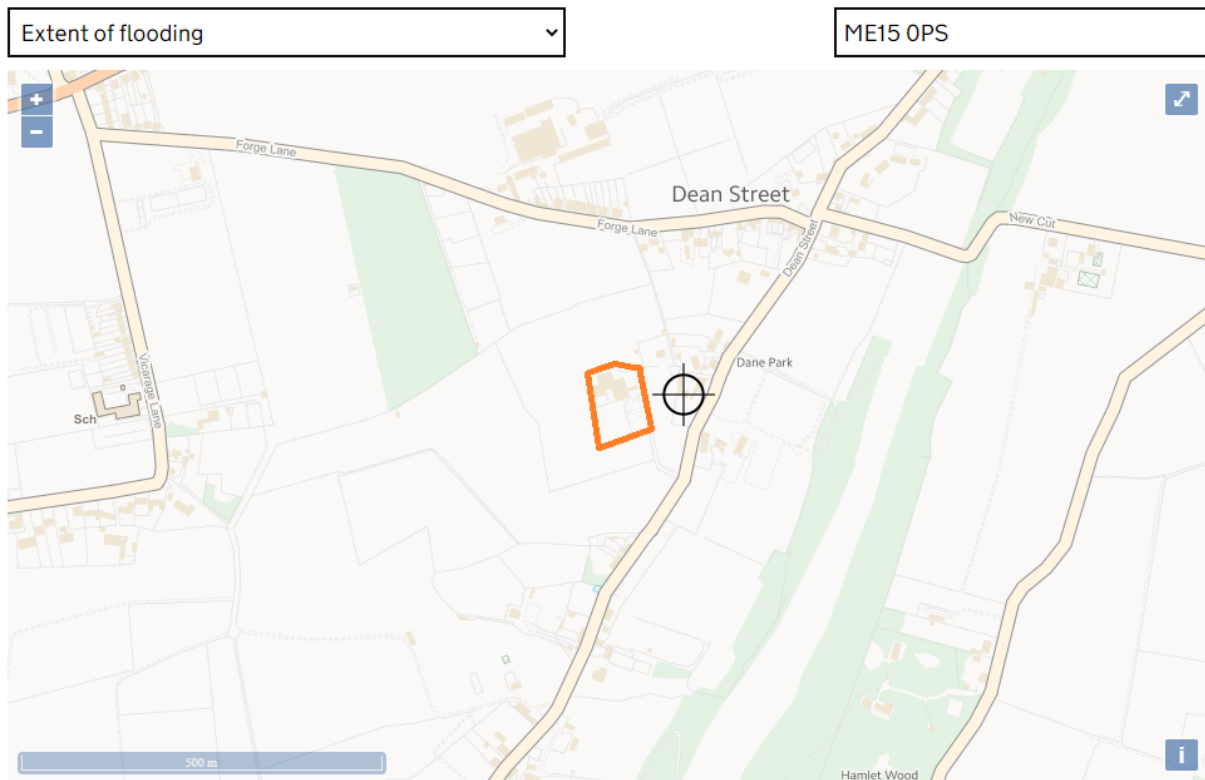 Extent of flooding
ME15 0PS
+
−
Forge Lane
Dean Street
Forge Lane
New Cut
Dean Street
Dane Park
Vicarage Lane
Sch
500 m
i
Hamlet Wood